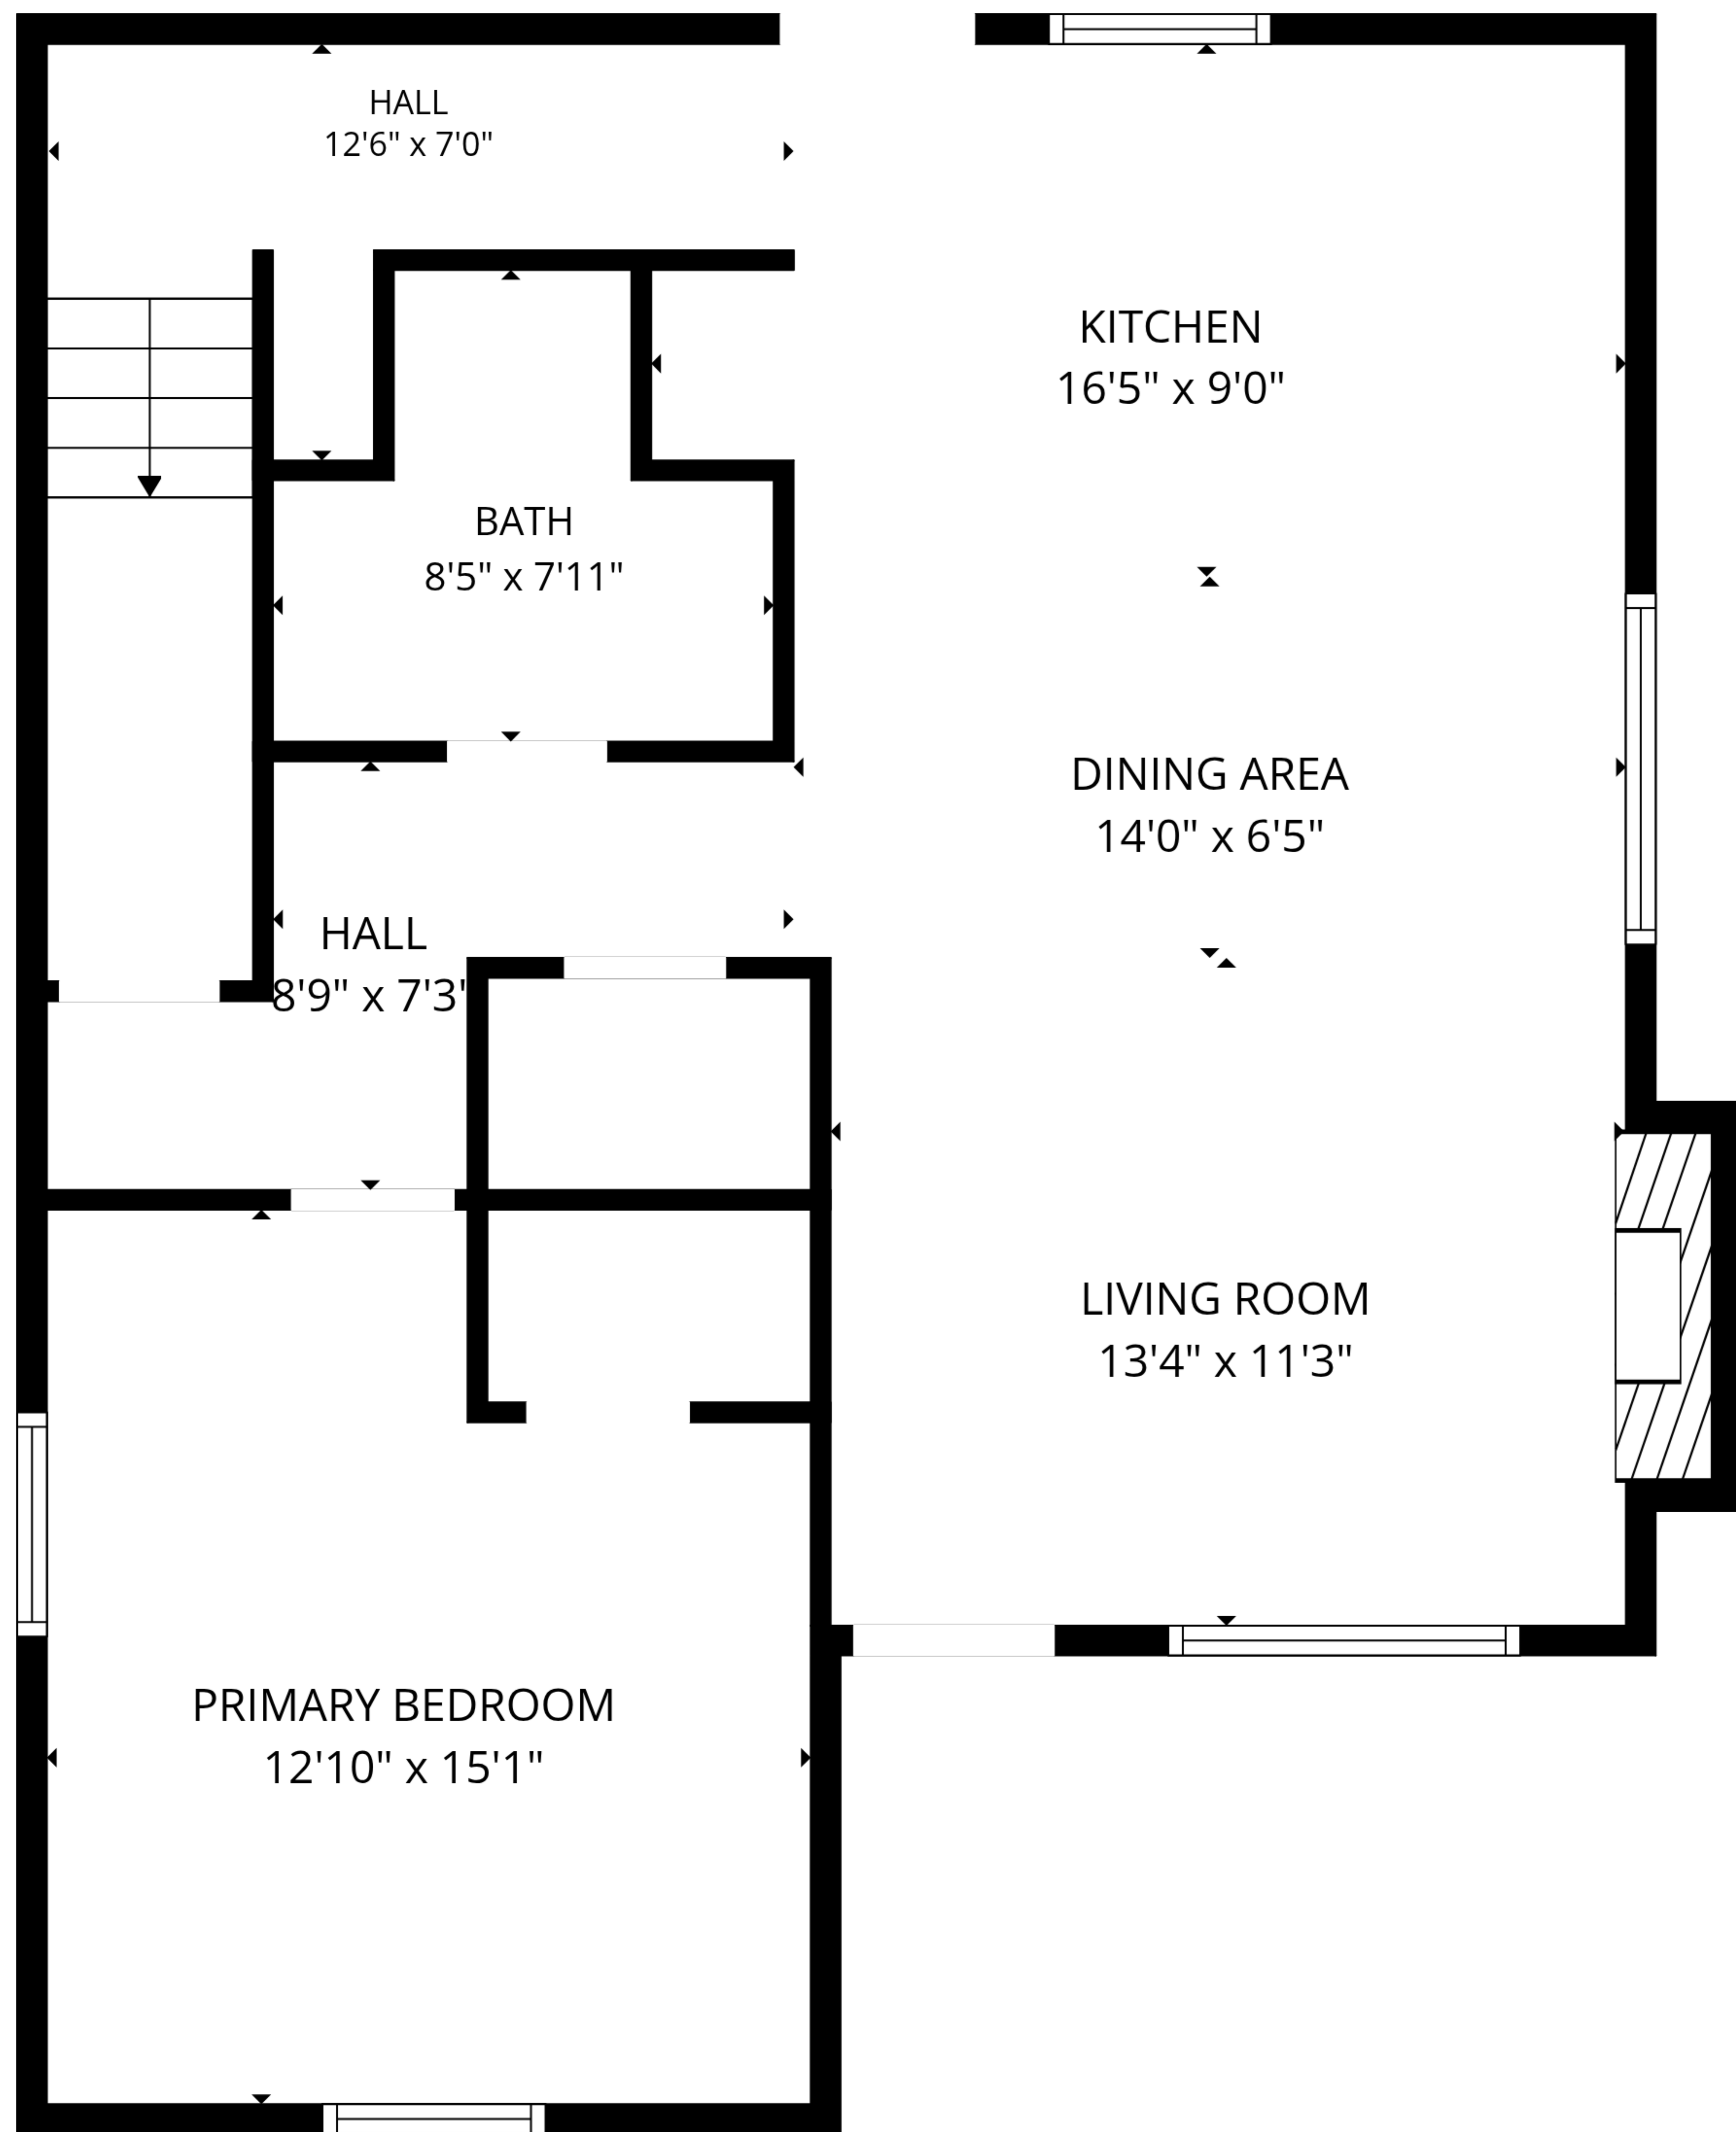 HALL
12'6" x 7'0"
KITCHEN
16'5" x 9'0"
BATH
8'5" x 7'11"
DINING AREA
14'0" x 6'5"
HALL
8'9" x 7'3"
LIVING ROOM
13'4" x 11'3"
PRIMARY BEDROOM
12'10" x 15'1"